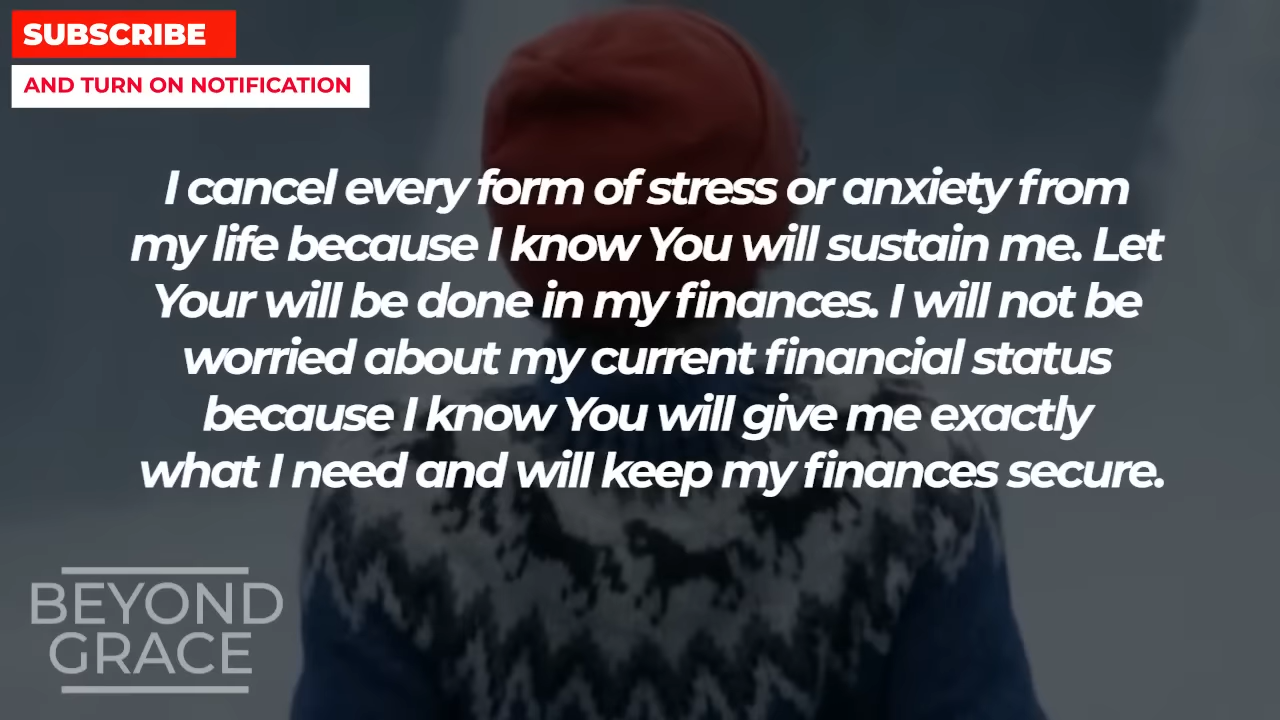 SUBSCRIBE
AND TURN ON NOTIFICATION
I cancel every form of stress or anxiety from
my life because I know You will sustain me. Let
Your will be done in my finances. I will not be
worried about my current financial status
because I know You will give me exactly
what I need and will keep my finances secure.
BEYOND
GRACE